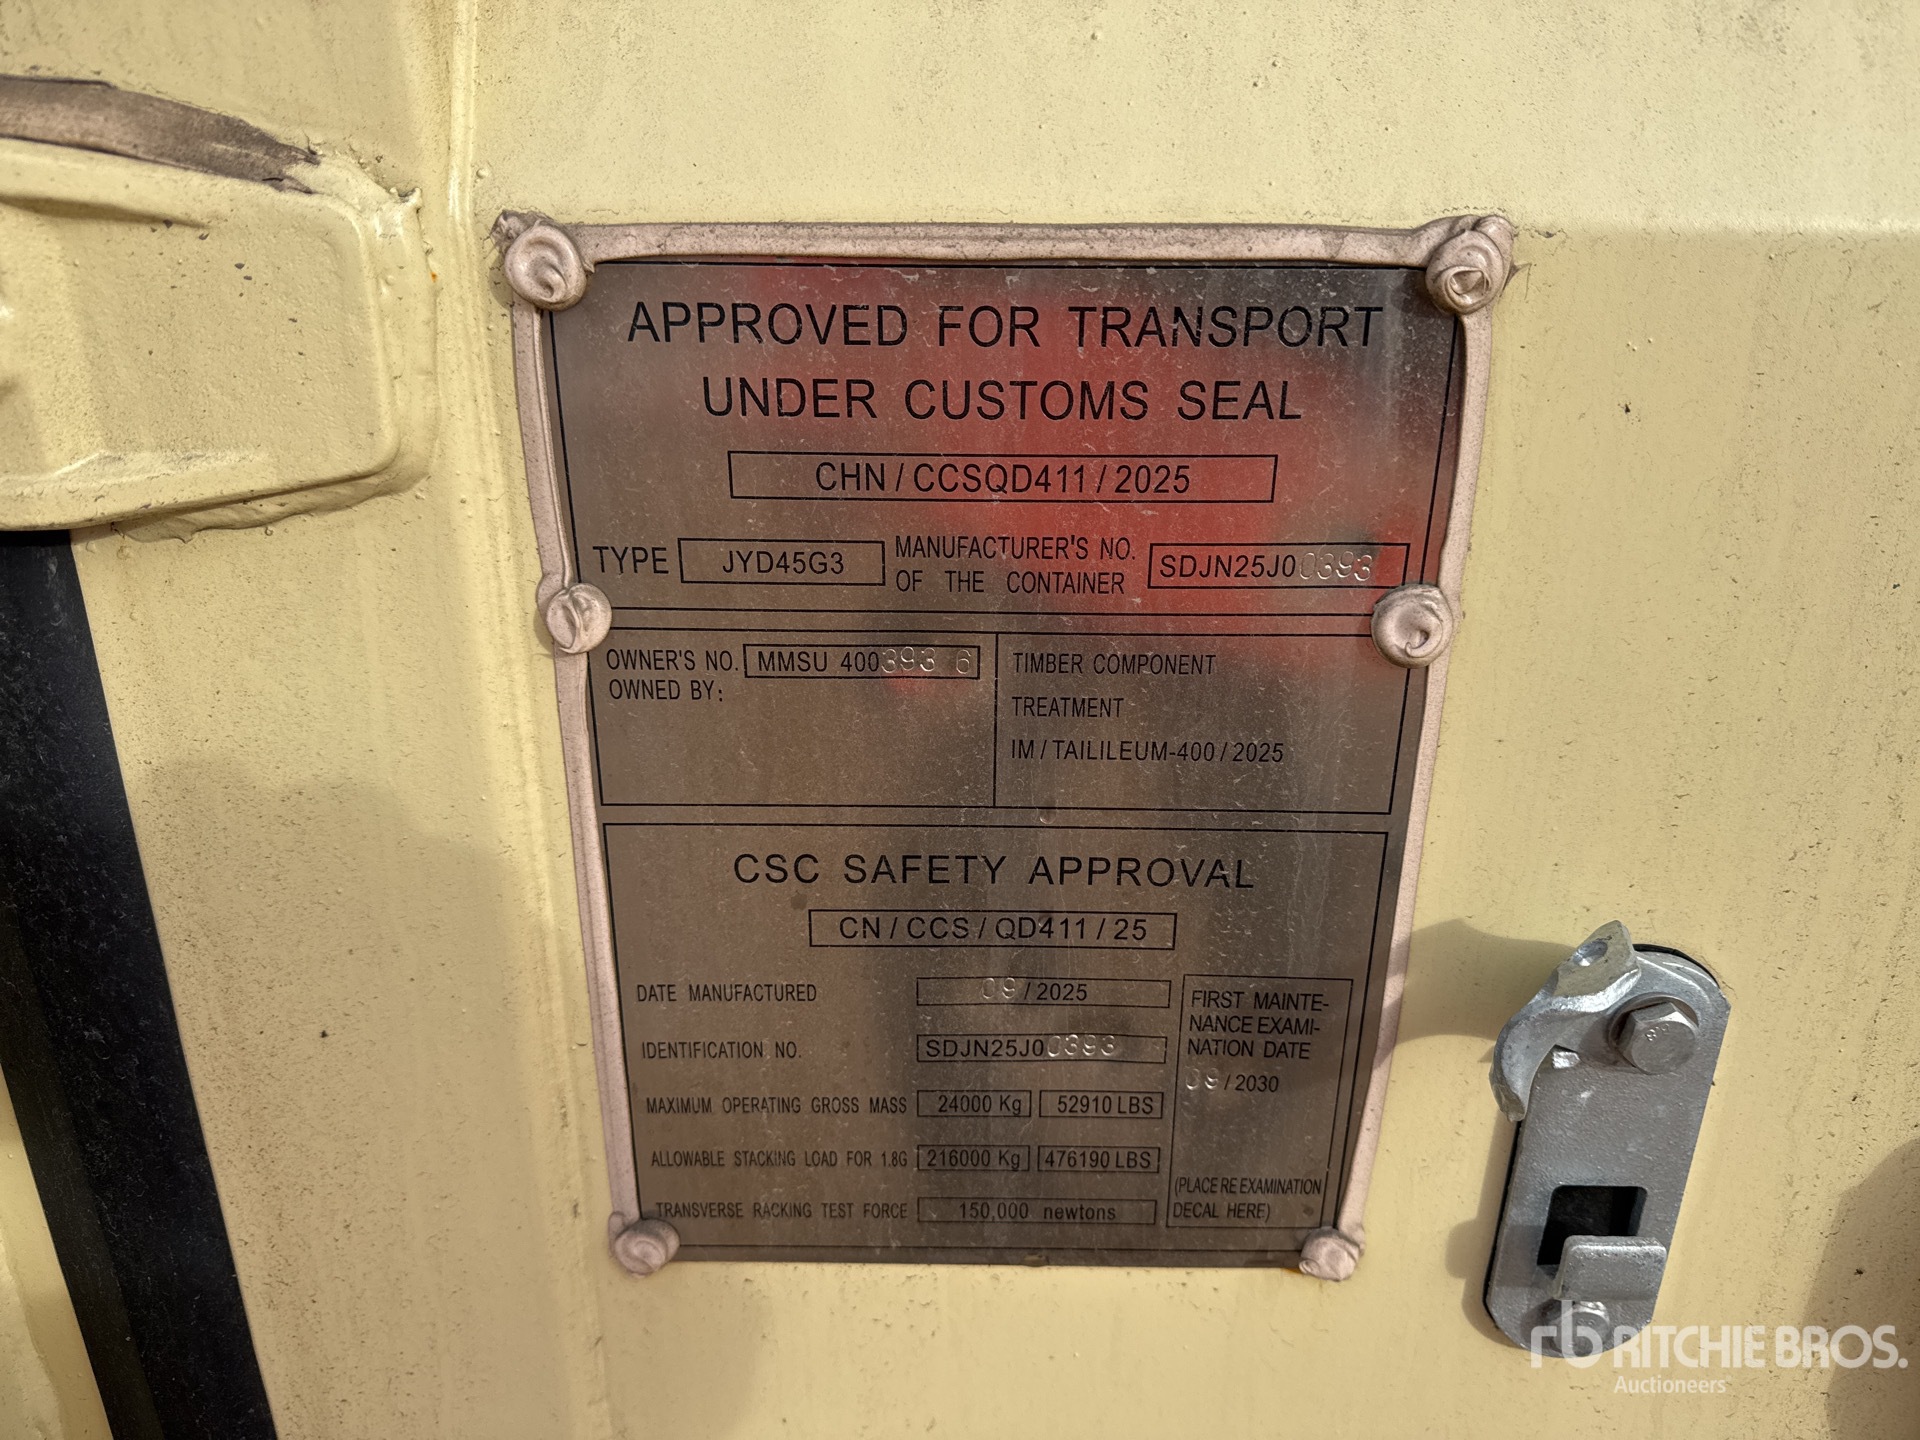 APPROVED FOR TRANSPORT
UNDER CUSTOMS SEAL
CHN / CCSQD411 / 2025
TYPE JYD45G3
MANUFACTURER'S NO.
OF THE CONTAINER
SDJN25J00393
OWNER'S NO. MMSU 400393 6
OWNED BY:
TIMBER COMPONENT
TREATMENT
IM / TAILILEUM-400 / 2025
CSC SAFETY APPROVAL
CN / CCS / QD411 / 25
DATE MANUFACTURED 09 / 2025
IDENTIFICATION NO. SDJN25J00393
MAXIMUM OPERATING GROSS MASS 24000 Kg 52910 LBS
ALLOWABLE STACKING LOAD FOR 1.8G 216000 Kg 476190 LBS
TRANSVERSE RACKING TEST FORCE 150,000 newtons
FIRST MAINTE-
NANCE EXAMI-
NATION DATE
09 / 2030
(PLACE RE EXAMINATION
DECAL HERE)
rb RITCHIE BROS.
Auctioneers